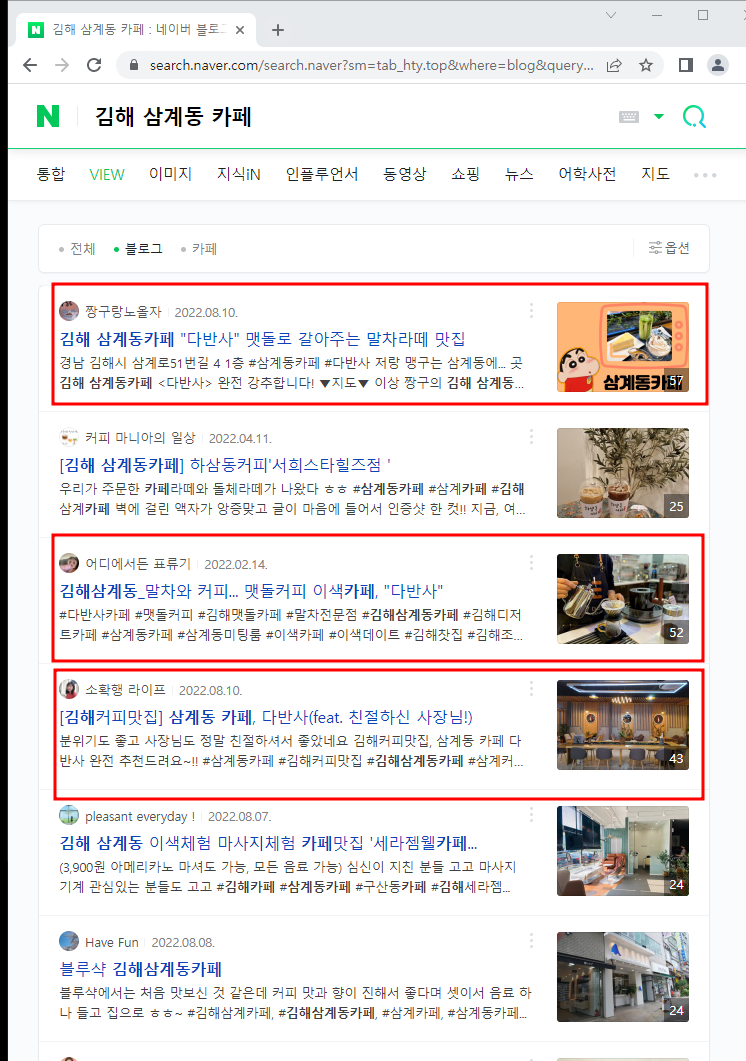 김해 삼계동 카페 : 네이버 블로그
search.naver.com/search.naver?sm=tab_hty.top&where=blog&query...
N 김해 삼계동 카페
통합 VIEW 이미지 지식iN 인플루언서 동영상 쇼핑 뉴스 어학사전 지도
전체 블로그 카페 옵션
짱구랑노올자 2022.08.10.
김해 삼계동카페 "다반사" 맷돌로 갈아주는 말차라떼 맛집
경남 김해시 삼계로51번길 4 1층 #삼계동카페 #다반사 저랑 맹구는 삼계동에... 곳
김해 삼계동카페 <다반사> 완전 강추합니다! ▼지도▼ 이상 짱구의 김해 삼계동...
삼계동카페
57
커피 마니아의 일상 2022.04.11.
[김해 삼계동카페] 하삼동커피'서희스타힐즈점 '
우리가 주문한 카페라떼와 돌체라떼가 나왔다 ㅎㅎ #삼계동카페 #삼계카페 #김해
삼계카페 벽에 걸린 액자가 앙증맞고 글이 마음에 들어서 인증샷 한 컷!! 지금, 여...
25
어디에서든 표류기 2022.02.14.
김해삼계동_말차와 커피... 맷돌커피 이색카페, "다반사"
#다반사카페 #맷돌커피 #김해맷돌카페 #말차전문점 #김해삼계동카페 #김해디저
트카페 #삼계동카페 #삼계동미팅룸 #이색카페 #이색데이트 #김해찻집 #김해조...
52
소확행 라이프 2022.08.10.
[김해커피맛집] 삼계동 카페, 다반사(feat. 친절하신 사장님!)
분위기도 좋고 사장님도 정말 친절하셔서 좋았네요 김해커피맛집, 삼계동 카페 다
반사 완전 추천드려요~!! #삼계동카페 #김해커피맛집 #김해삼계동카페 #삼계커...
43
pleasant everyday ! 2022.08.07.
김해 삼계동 이색체험 마사지체험 카페맛집 '세라젬웰카페...
(3,900원 아메리카노 마셔도 가능, 모든 음료 가능) 심신이 지친 분들 고고 마사지
기계 관심있는 분들도 고고 #김해카페 #삼계동카페 #구산동카페 #김해세라젬...
24
Have Fun 2022.08.08.
블루샥 김해삼계동카페
블루샥에서는 처음 맛보신 것 같은데 커피 맛과 향이 진해서 좋다며 셋이서 음료 하
나 들고 집으로 ㅎㅎ~ #김해삼계카페, #김해삼계동카페, #삼계카페, #삼계동카페...
24